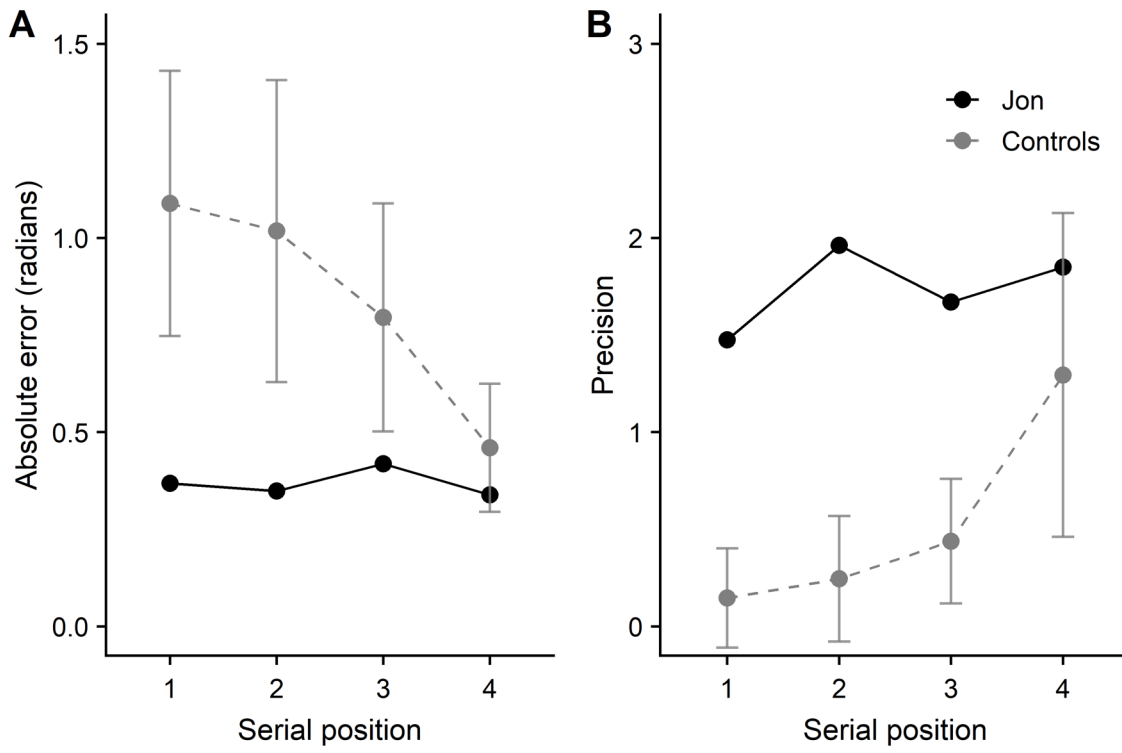 A
Absolute error (radians)
1.5
1.0
0.5
0.0
1 2 3 4
Serial position
B
Precision
3
2
1
0
Jon
Controls
1 2 3 4
Serial position